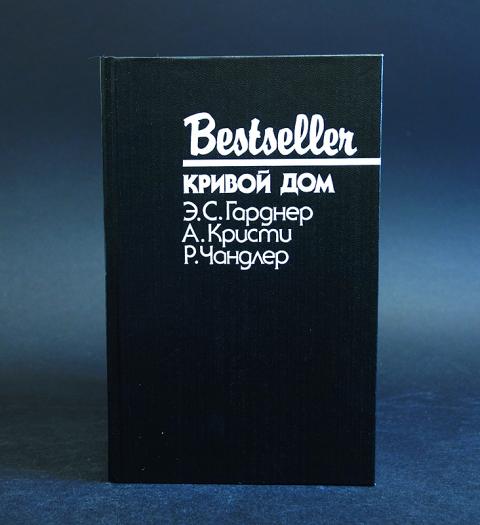 Bestseller
КРИВОЙ ДОМ
Э.С.Гарднер
А.Кристи
Р.Чандлер